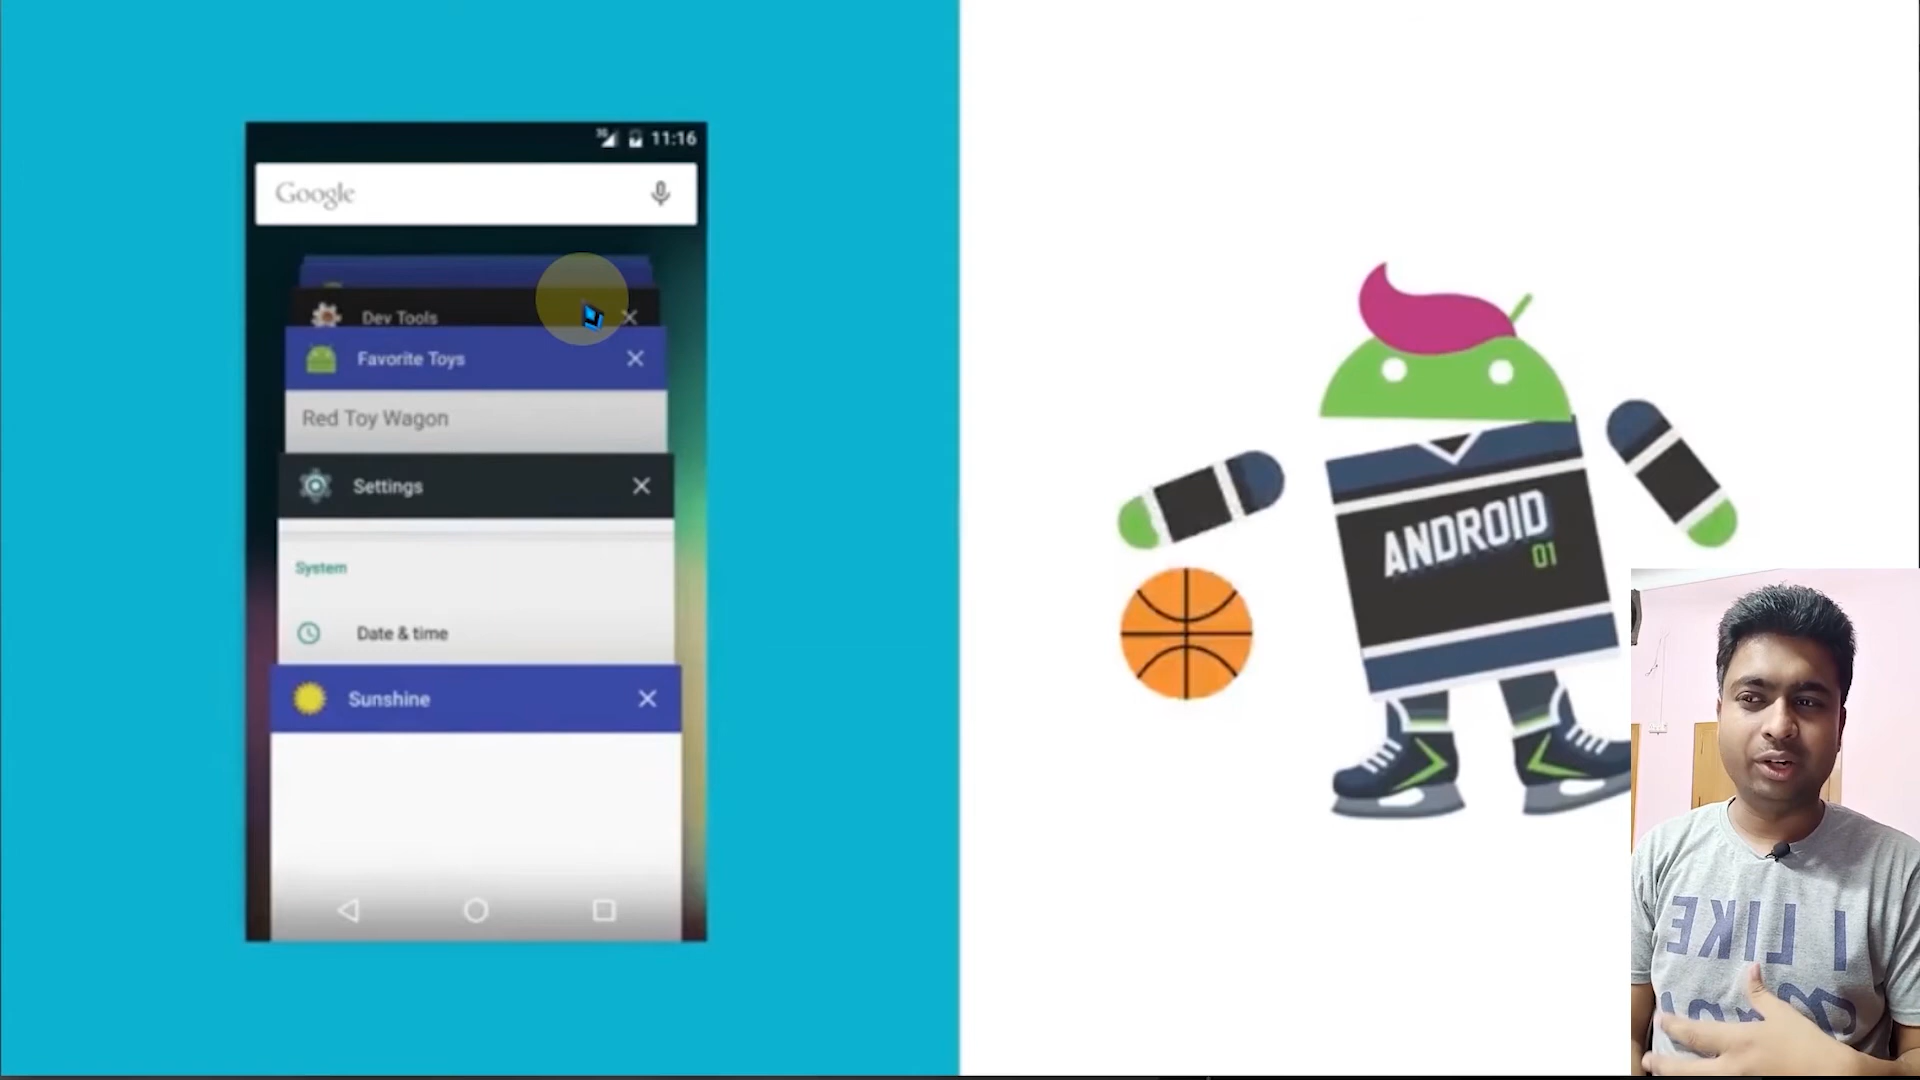 11:16
Google
Dev Tools
Favorite Toys
Red Toy Wagon
Settings
System
Date & time
Sunshine
ANDROID
01
I LIKE